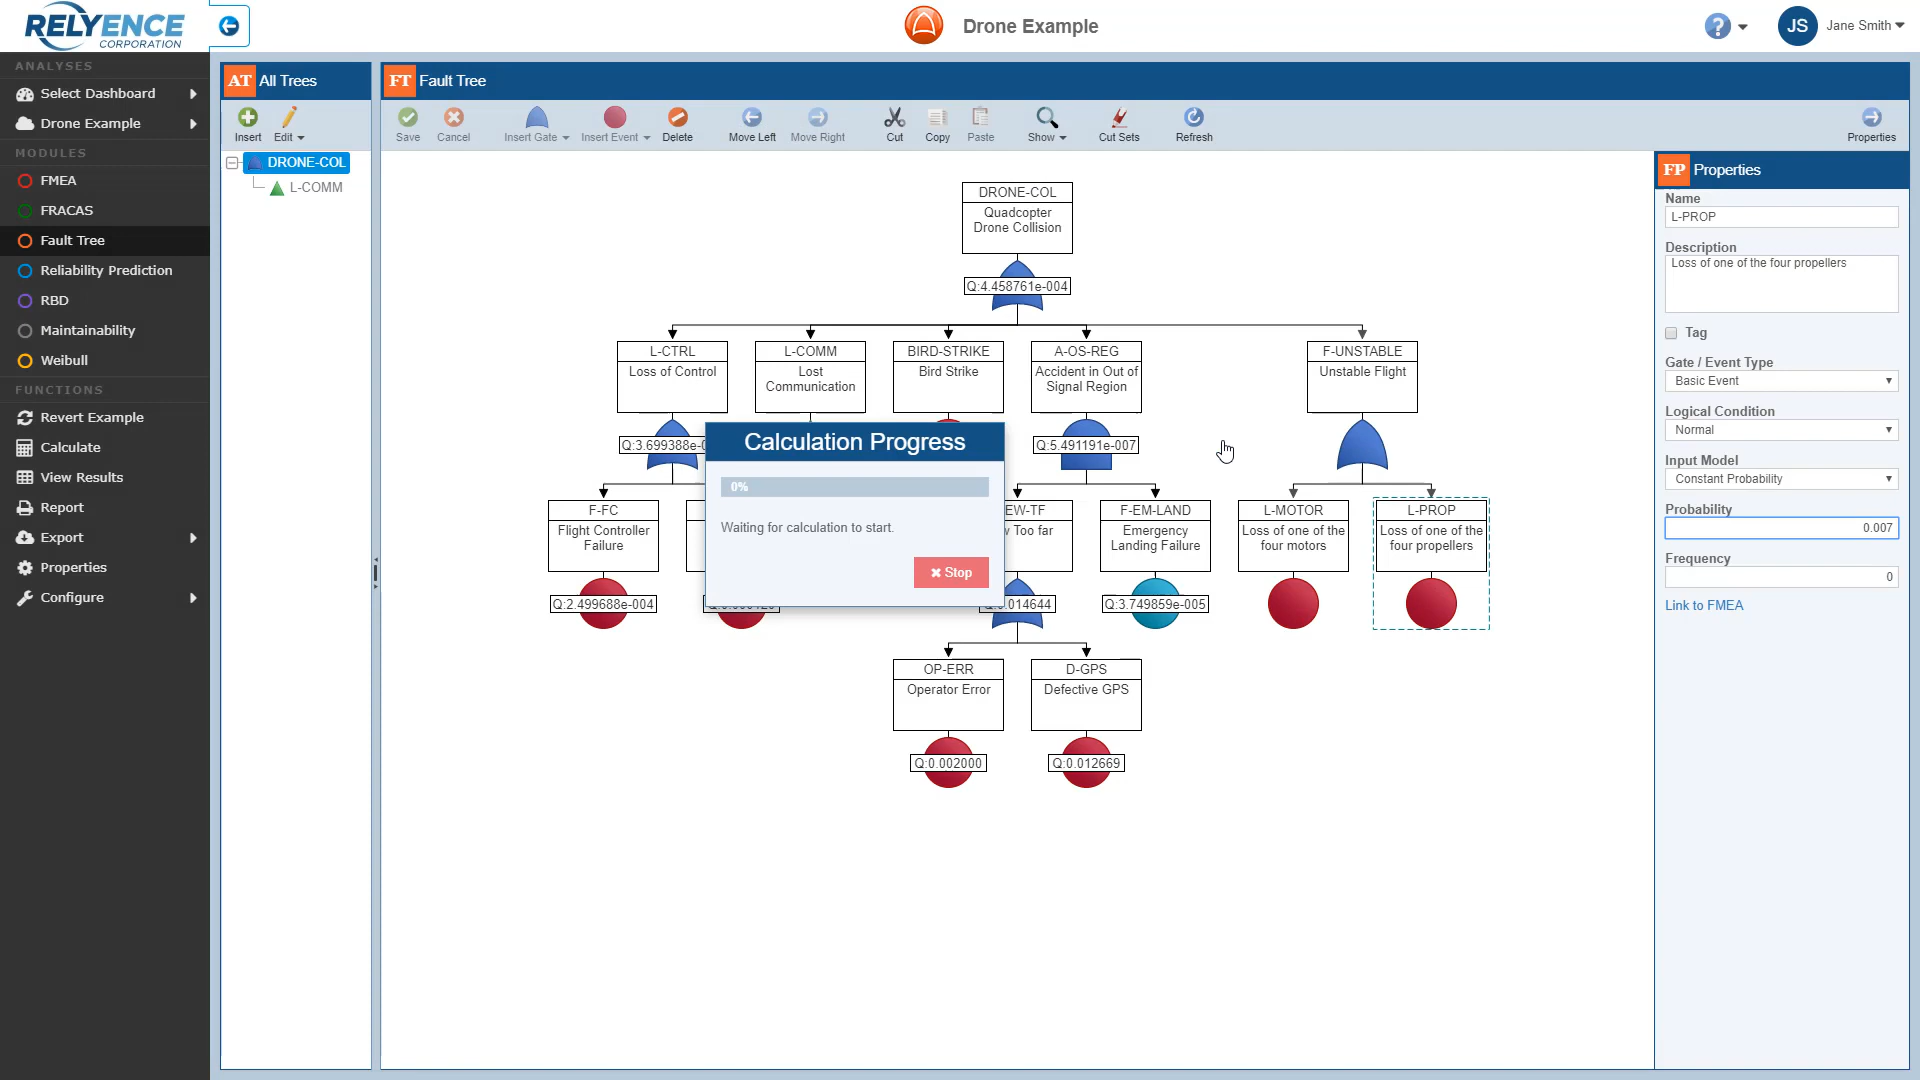 RELYENCE
CORPORATION
Drone Example
?
JS
Jane Smith
ANALYSES
Select Dashboard
Drone Example
MODULES
FMEA
FRACAS
Fault Tree
Reliability Prediction
RBD
Maintainability
Weibull
FUNCTIONS
Revert Example
Calculate
View Results
Report
Export
Properties
Configure
AT All Trees
Insert
Edit
DRONE-COL
L-COMM
FT Fault Tree
Save
Cancel
Insert Gate
Insert Event
Delete
Move Left
Move Right
Cut
Copy
Paste
Show
Cut Sets
Refresh
Properties
DRONE-COL
Quadcopter
Drone Collision
Q:4.458761e-004
L-CTRL
Loss of Control
L-COMM
Lost
Communication
BIRD-STRIKE
Bird Strike
A-OS-REG
Accident in Out of
Signal Region
F-UNSTABLE
Unstable Flight
Q:3.699388e-0
Q:5.491191e-007
Calculation Progress
0%
Waiting for calculation to start.
Stop
F-FC
Flight Controller
Failure
EW-TF
Too far
F-EM-LAND
Emergency
Landing Failure
L-MOTOR
Loss of one of the
four motors
L-PROP
Loss of one of the
four propellers
Q:2.499688e-004
.014644
Q:3.749859e-005
OP-ERR
Operator Error
D-GPS
Defective GPS
Q:0.002000
Q:0.012669
FP Properties
Name
L-PROP
Description
Loss of one of the four propellers
Tag
Gate / Event Type
Basic Event
Logical Condition
Normal
Input Model
Constant Probability
Probability
0.007
Frequency
0
Link to FMEA